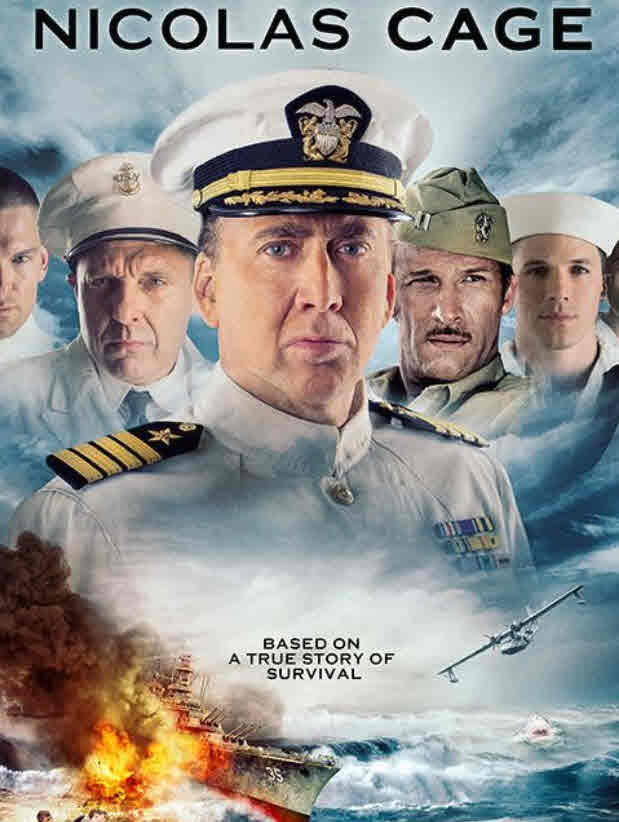 NICOLAS CAGE
BASED ON
A TRUE STORY OF
SURVIVAL
35